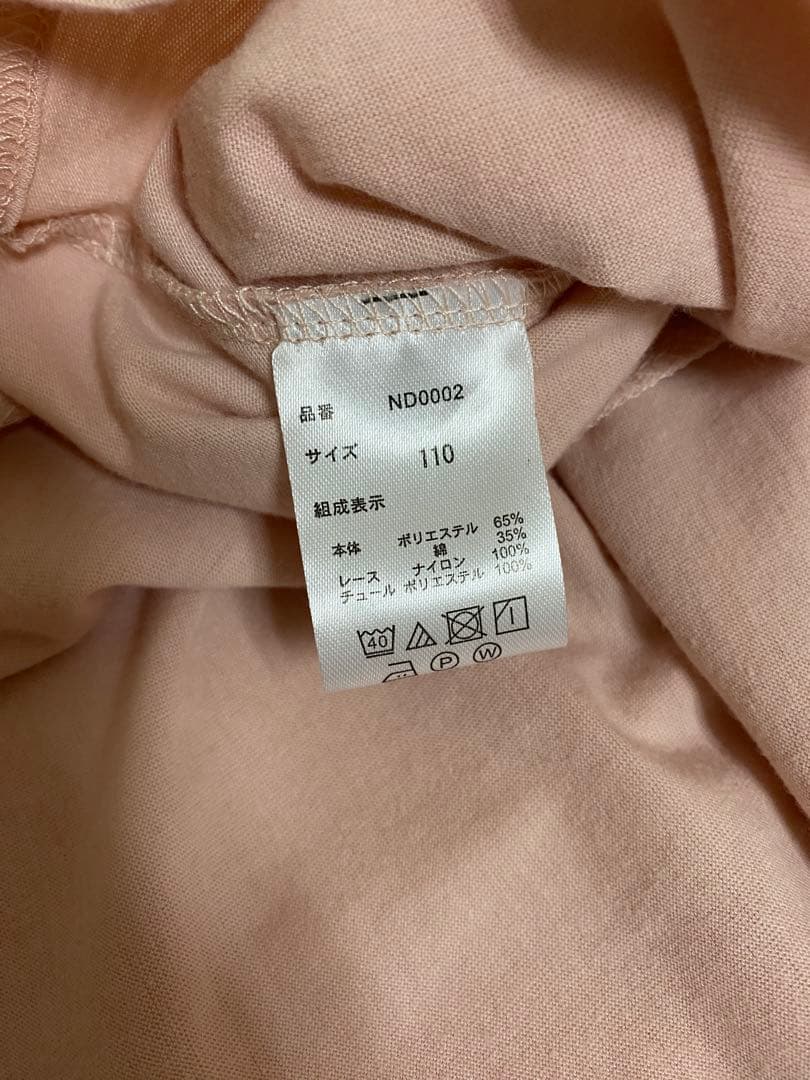 品番 ND0002
サイズ 110
組成表示
本体 ポリエステル 65%
綿 35%
レース ナイロン 100%
チュール ポリエステル 100%
40
P W